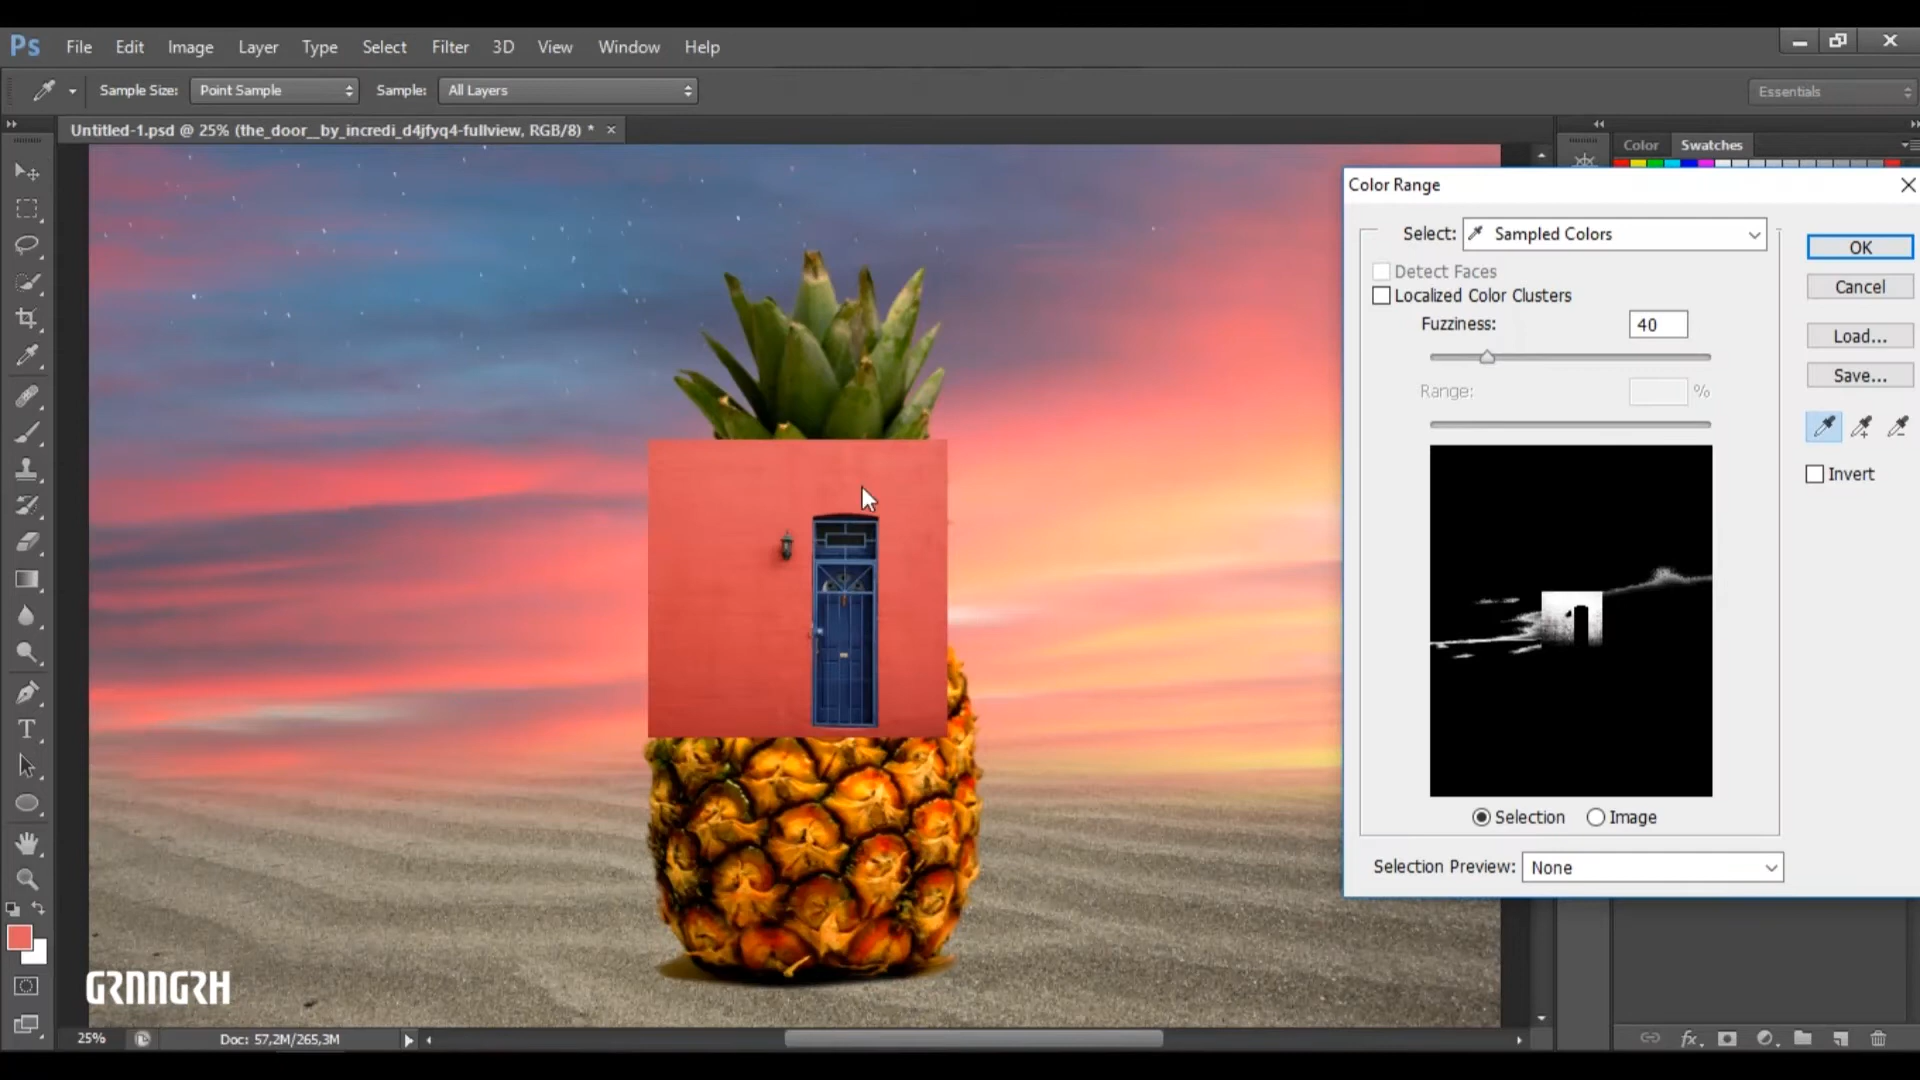 Ps File Edit Image Layer Type Select Filter 3D View Window Help
Sample Size: Point Sample Sample: All Layers Essentials
Untitled-1.psd @ 25% (the_door__by_incredi_d4jfyq4-fullview, RGB/8) *
Color Swatches
Color Range
Select: Sampled Colors
OK
Detect Faces
Cancel
Localized Color Clusters
Fuzziness: 40
Load...
Save...
Range: %
Invert
Selection Image
Selection Preview: None
T
GRNNGRH
25% Doc: 57,2M/265,3M
fx